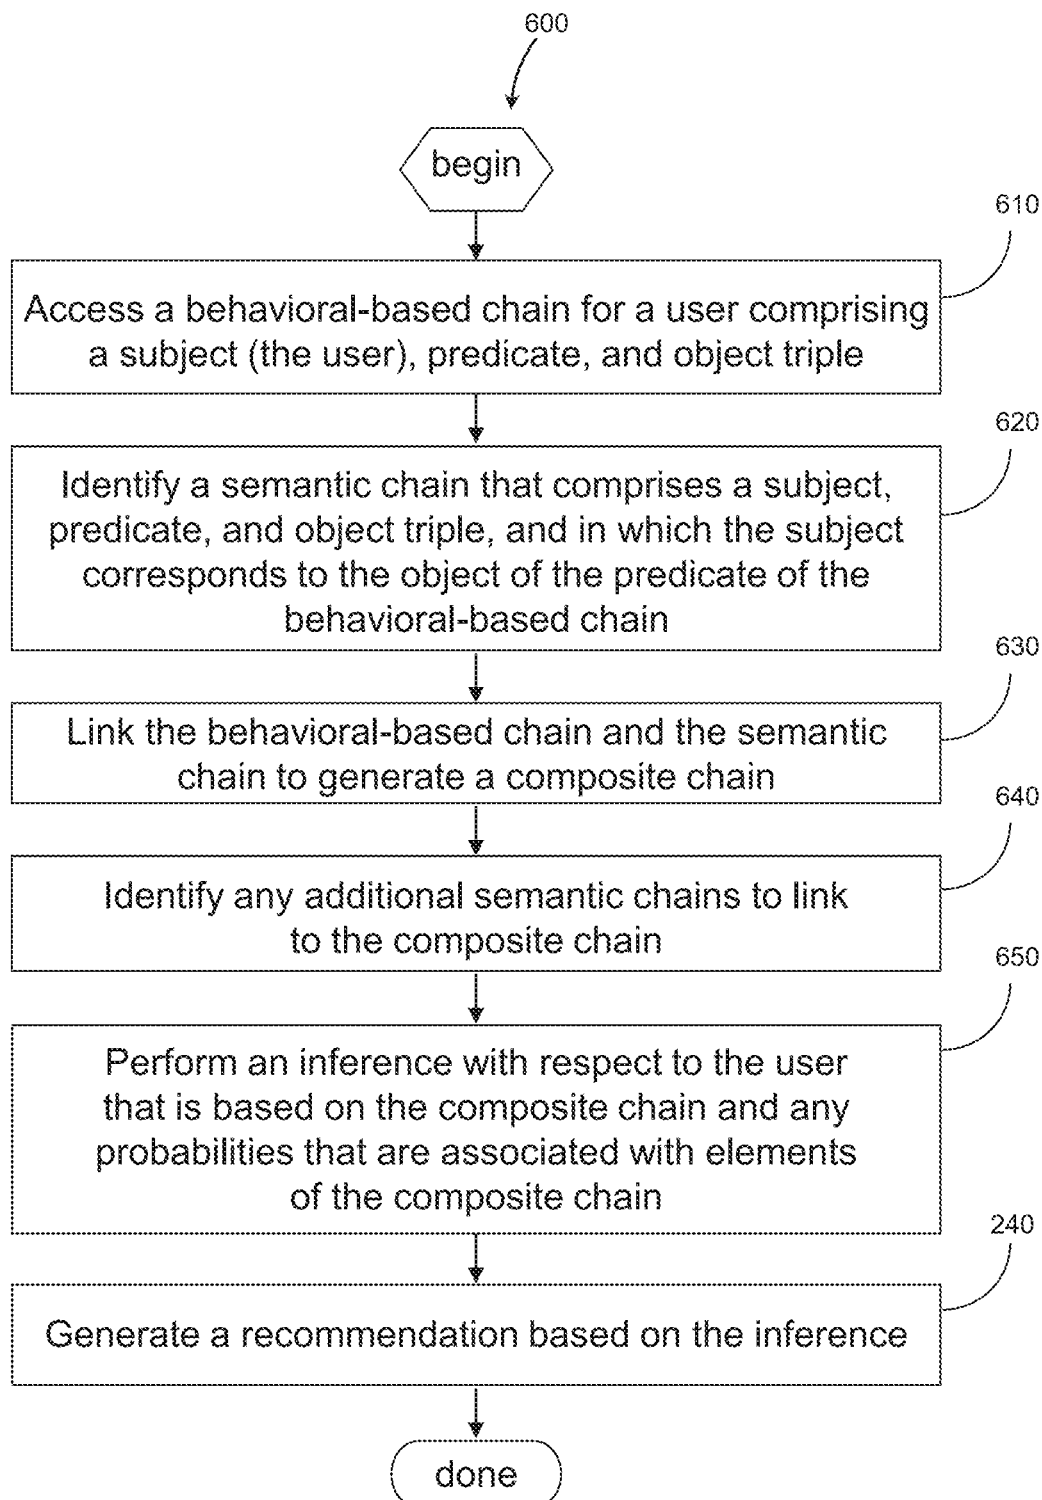 600
begin
610
Access a behavioral-based chain for a user comprising
a subject (the user), predicate, and object triple
620
Identify a semantic chain that comprises a subject,
predicate, and object triple, and in which the subject
corresponds to the object of the predicate of the
behavioral-based chain
630
Link the behavioral-based chain and the semantic
chain to generate a composite chain
640
Identify any additional semantic chains to link
to the composite chain
650
Perform an inference with respect to the user
that is based on the composite chain and any
probabilities that are associated with elements
of the composite chain
240
Generate a recommendation based on the inference
done